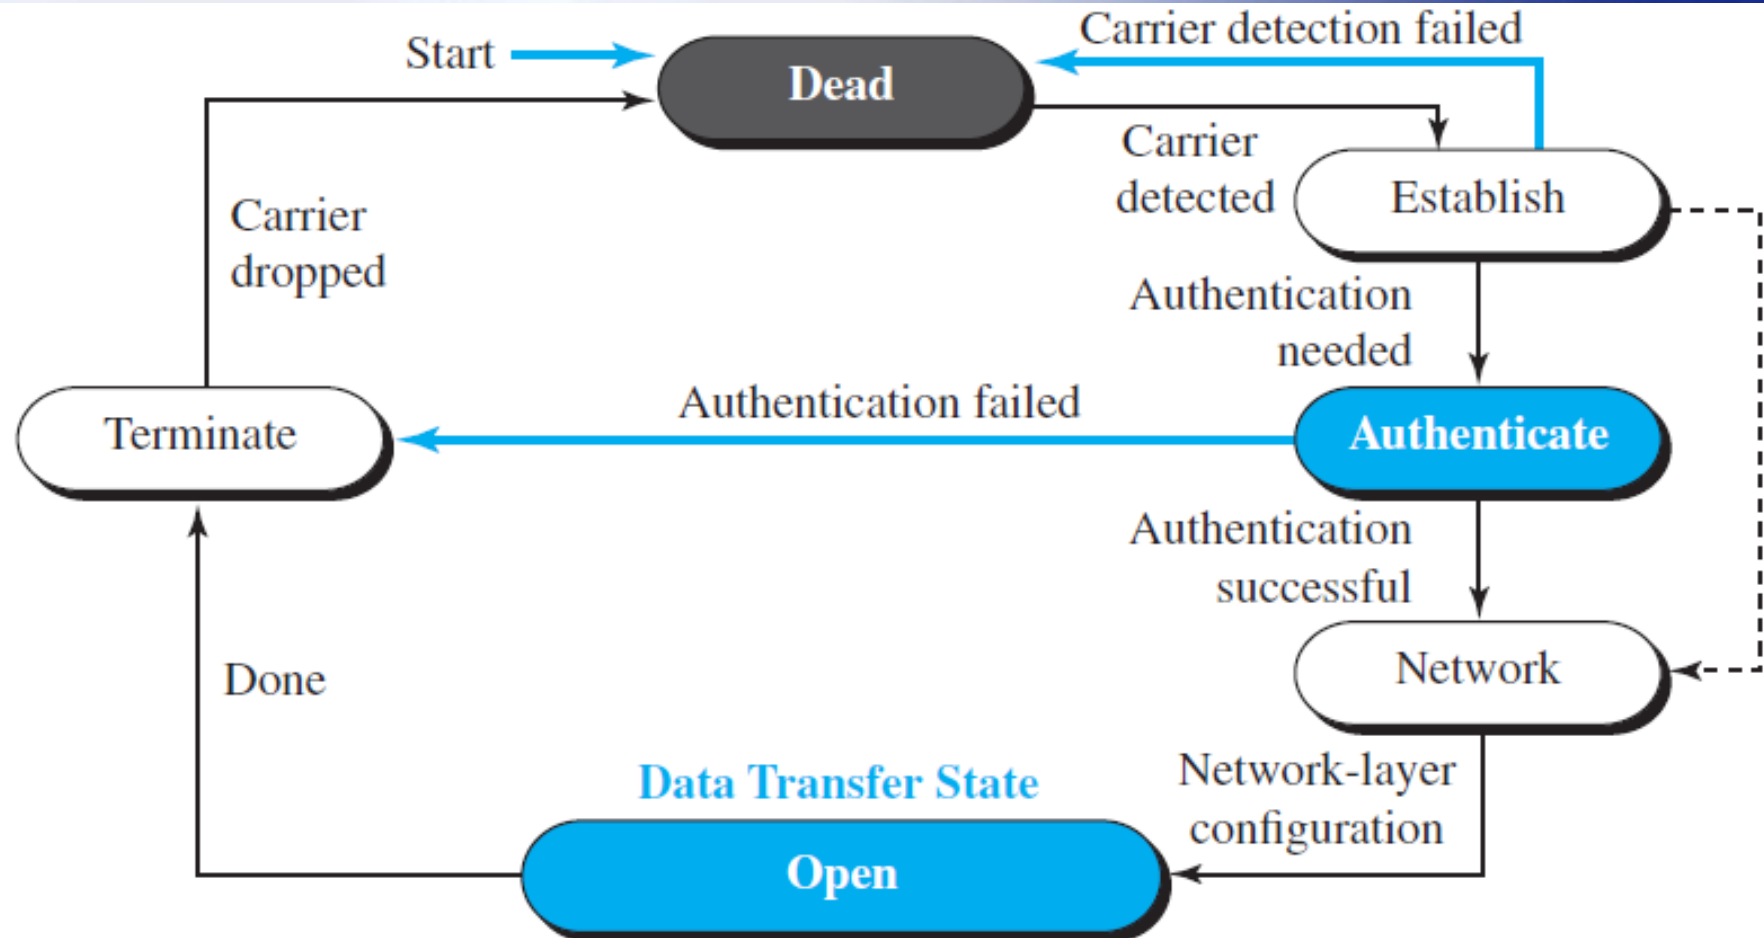 Carrier detection failed
Start
Dead
Carrier
detected
Establish
Carrier
dropped
Authentication
needed
Terminate
Authentication failed
Authenticate
Authentication
successful
Network
Done
Data Transfer State
Network-layer
configuration
Open